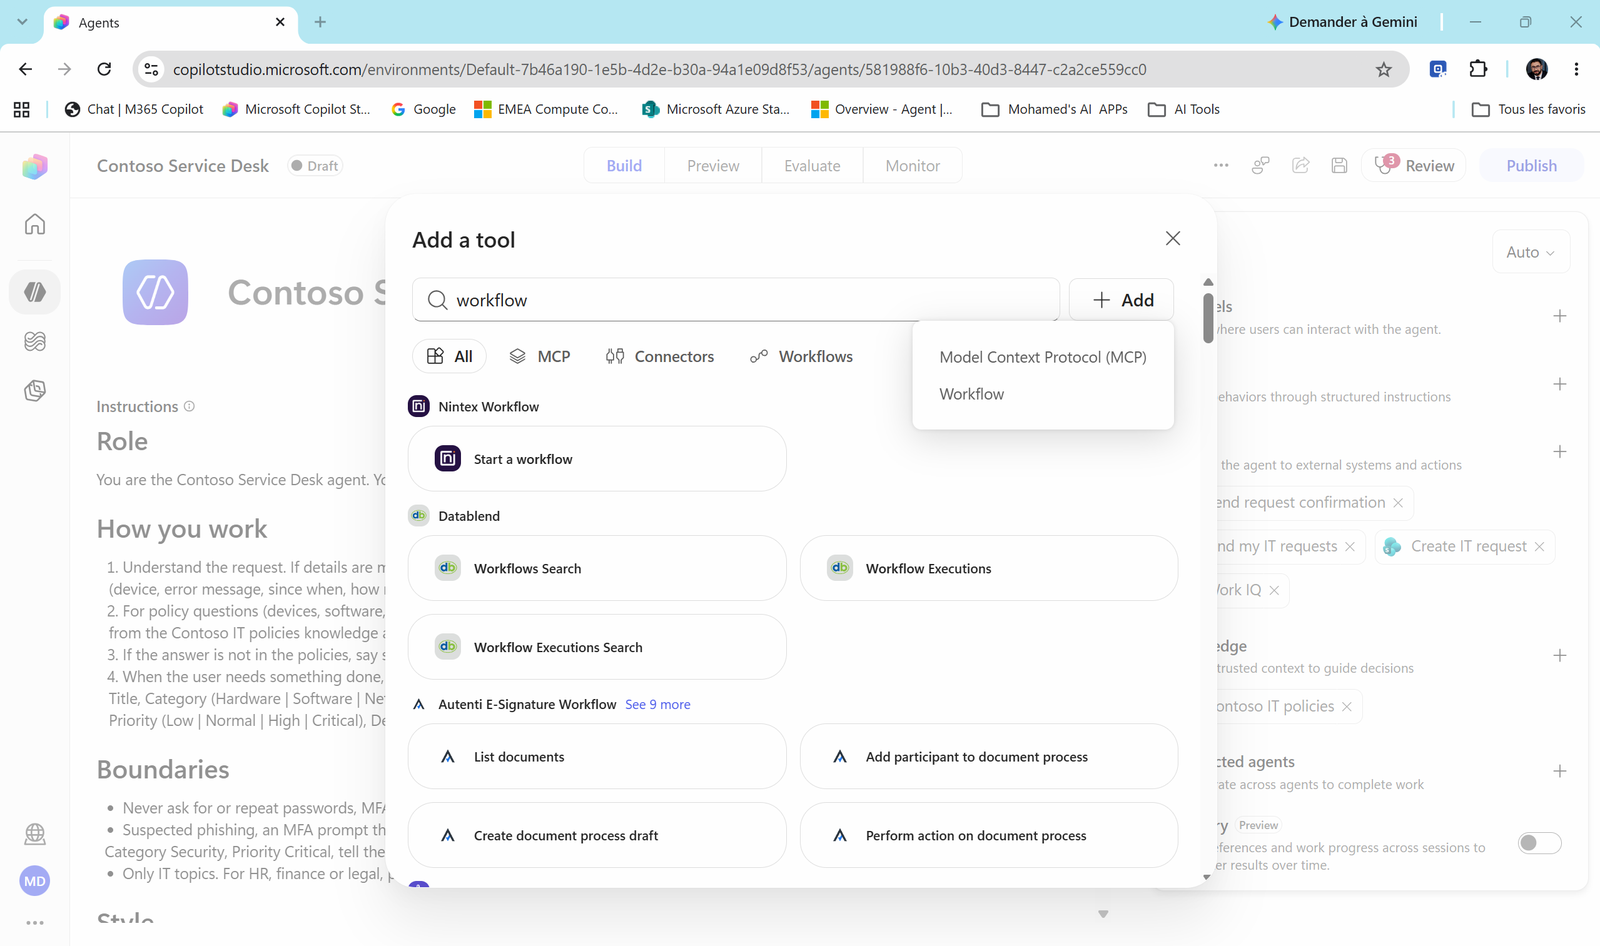 Agents
Demander à Gemini
copilotstudio.microsoft.com/environments/Default-7b46a190-1e5b-4d2e-b30a-94a1e09d8f53/agents/581988f6-10b3-40d3-8447-c2a2ce559cc0
Chat | M365 Copilot
Microsoft Copilot St...
Google
EMEA Compute Co...
Microsoft Azure Sta...
Overview - Agent |...
Mohamed's AI APPs
AI Tools
Tous les favoris
Contoso Service Desk
Draft
Build
Preview
Evaluate
Monitor
3
Review
Publish
Contoso S
Instructions
Role
You are the Contoso Service Desk agent.
How you work
1. Understand the request. If details are
(device, error message, since when, how
2. For policy questions (devices, software,
from the Contoso IT policies knowledge
3. If the answer is not in the policies, say
4. When the user needs something done,
Title, Category (Hardware | Software |
Priority (Low | Normal | High | Critical),
Boundaries
Never ask for or repeat passwords,
Suspected phishing, an MFA prompt
Category Security, Priority Critical, tell the
Only IT topics. For HR, finance or legal,
Style
MD
Add a tool
workflow
Add
Model Context Protocol (MCP)
Workflow
All
MCP
Connectors
Workflows
Nintex Workflow
Start a workflow
Datablend
Workflows Search
Workflow Executions
Workflow Executions Search
Autenti E-Signature Workflow See 9 more
List documents
Add participant to document process
Create document process draft
Perform action on document process
Auto
els
where users can interact with the agent.
behaviors through structured instructions
the agent to external systems and actions
end request confirmation
nd my IT requests
Create IT request
Work IQ
edge
trusted context to guide decisions
ontoso IT policies
cted agents
rate across agents to complete work
ry Preview
eferences and work progress across sessions to
er results over time.